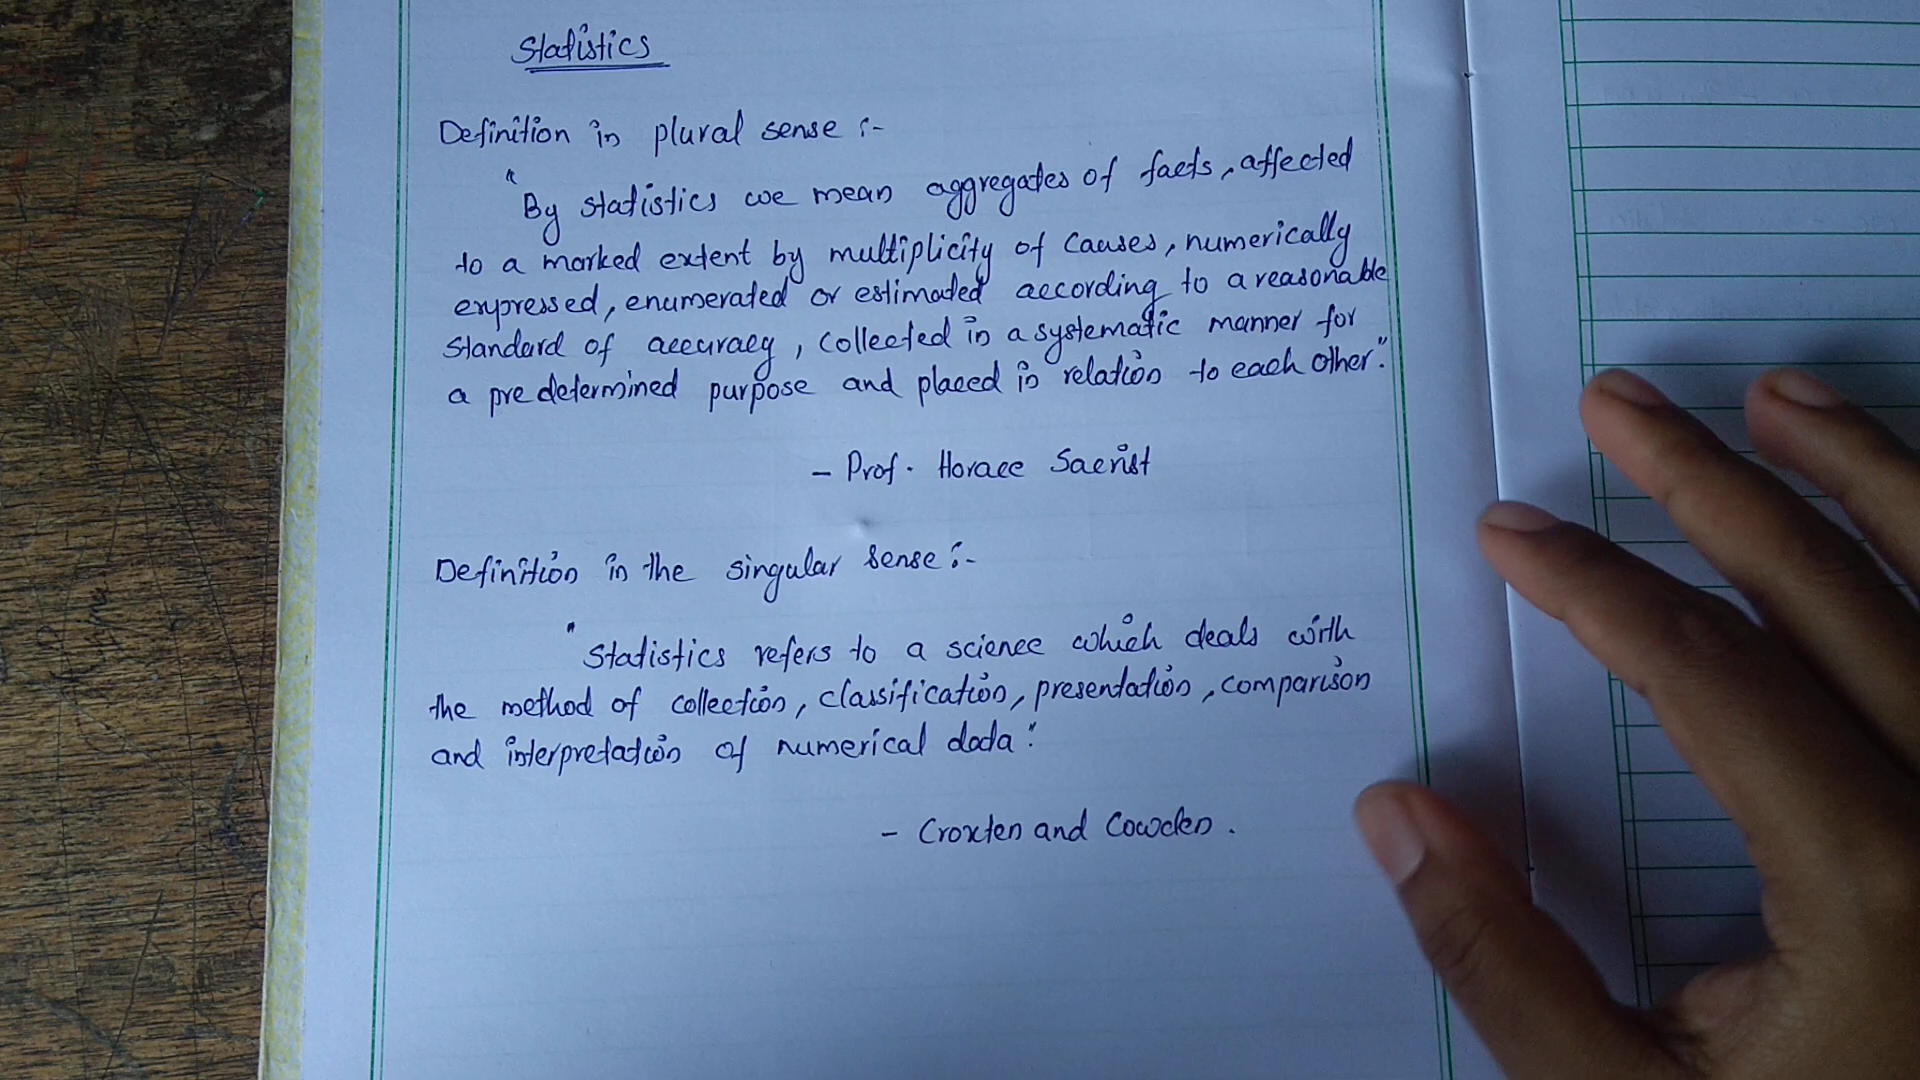 Statistics
Definition in plural sense :-
"By statistics we mean aggregates of facts, affected
to a marked extent by multiplicity of causes, numerically
expressed, enumerated or estimated according to a reasonable
standard of accuracy, collected in a systematic manner for
a predetermined purpose and placed in relation to each other."
- Prof. Horace Sacrist
Definition in the singular sense :-
"Statistics refers to a science which deals with
the method of collection, classification, presentation, comparison
and interpretation of numerical data."
- Croxten and Cowden.